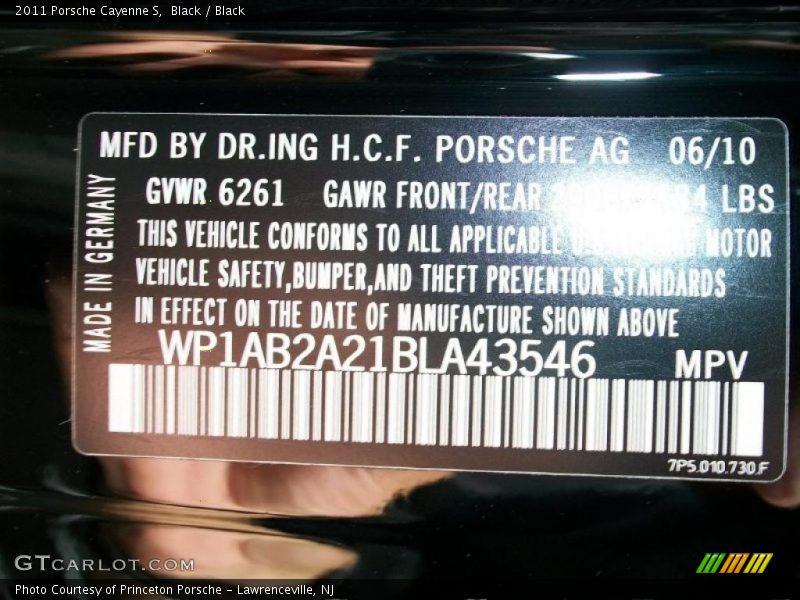 2011 Porsche Cayenne S,  Black / Black
MFD BY DR.ING H.C.F. PORSCHE AG 06/10
GVWR 6261 GAWR FRONT/REAR LBS
THIS VEHICLE CONFORMS TO ALL APPLICABLE MOTOR
VEHICLE SAFETY,BUMPER,AND THEFT PREVENTION STANDARDS
IN EFFECT ON THE DATE OF MANUFACTURE SHOWN ABOVE
WP1AB2A21BLA43546 MPV
7P5.010.730.F
MADE IN GERMANY
GTCARLOT.COM
Photo Courtesy of Princeton Porsche - Lawrenceville, NJ